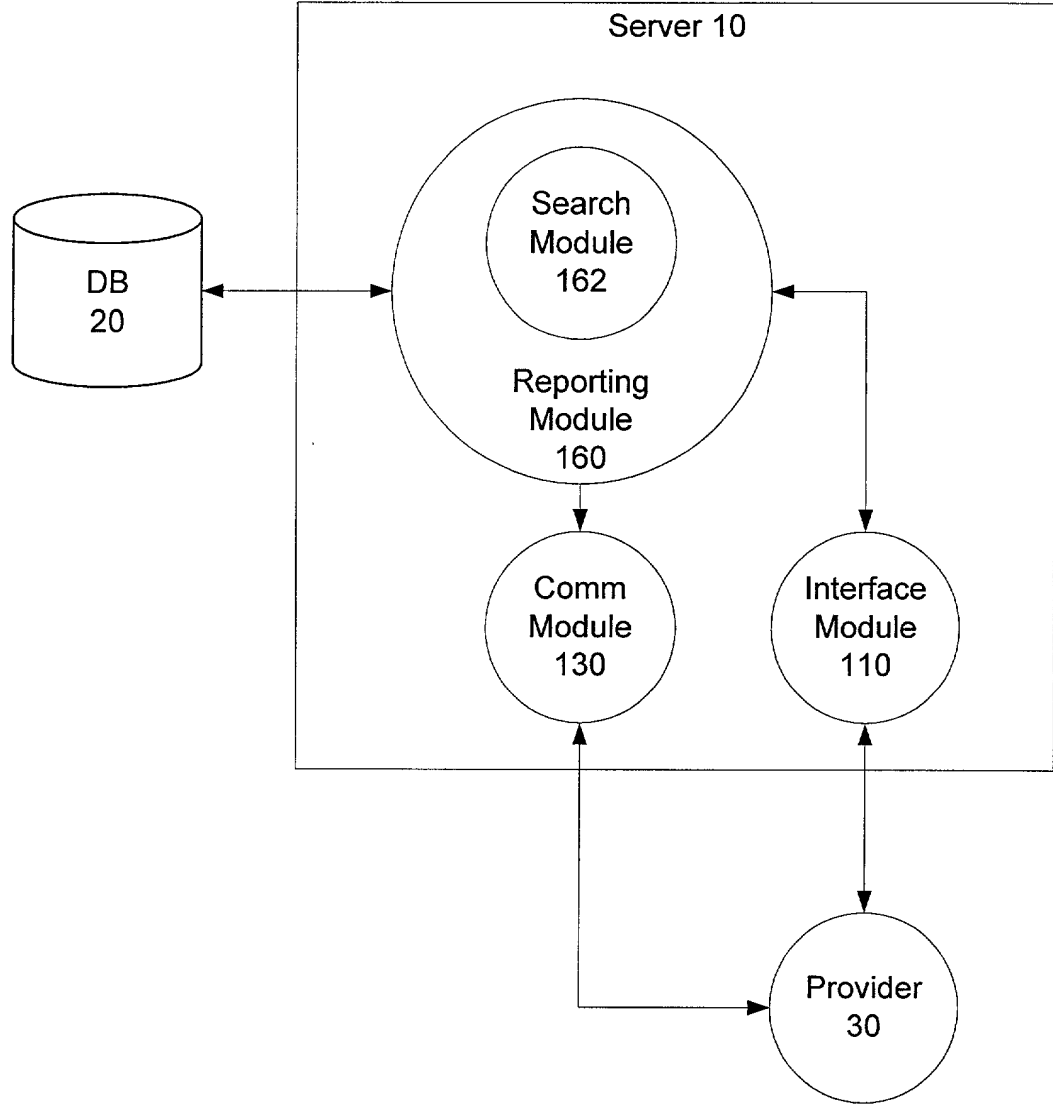 Server 10
Search
Module
162
DB
20
Reporting
Module
160
Comm
Module
130
Interface
Module
110
Provider
30